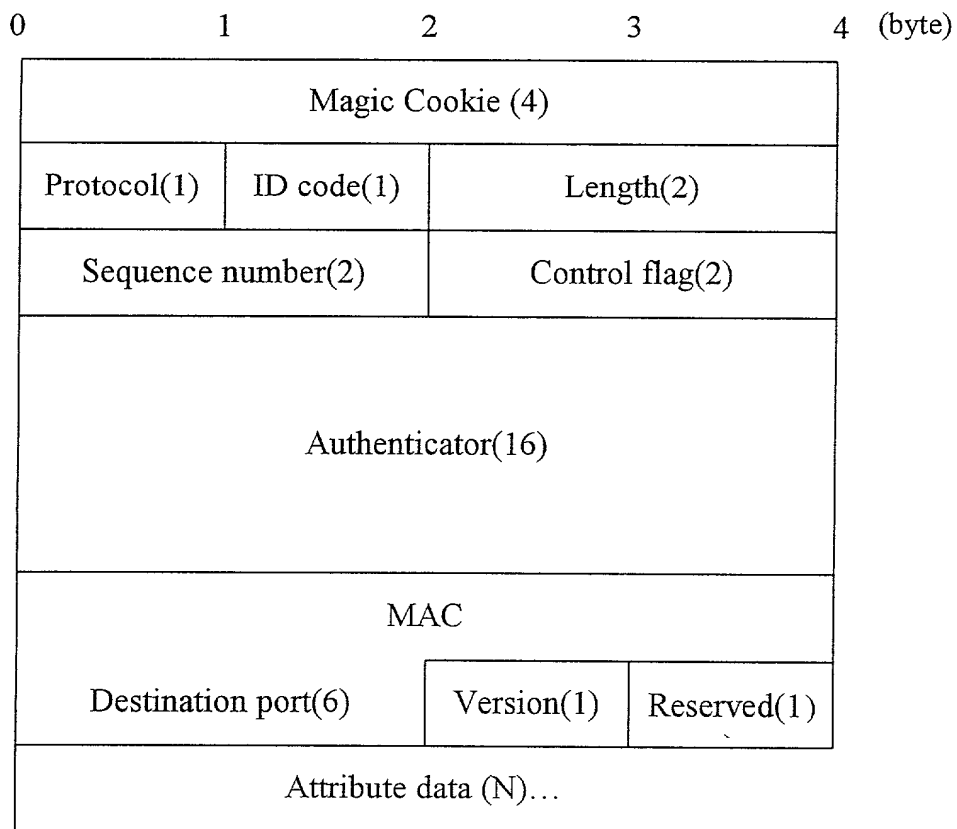 0 1 2 3 4 (byte)
Magic Cookie (4)
Protocol(1) ID code(1) Length(2)
Sequence number(2) Control flag(2)
Authenticator(16)
MAC
Destination port(6) Version(1) Reserved(1)
Attribute data (N)...